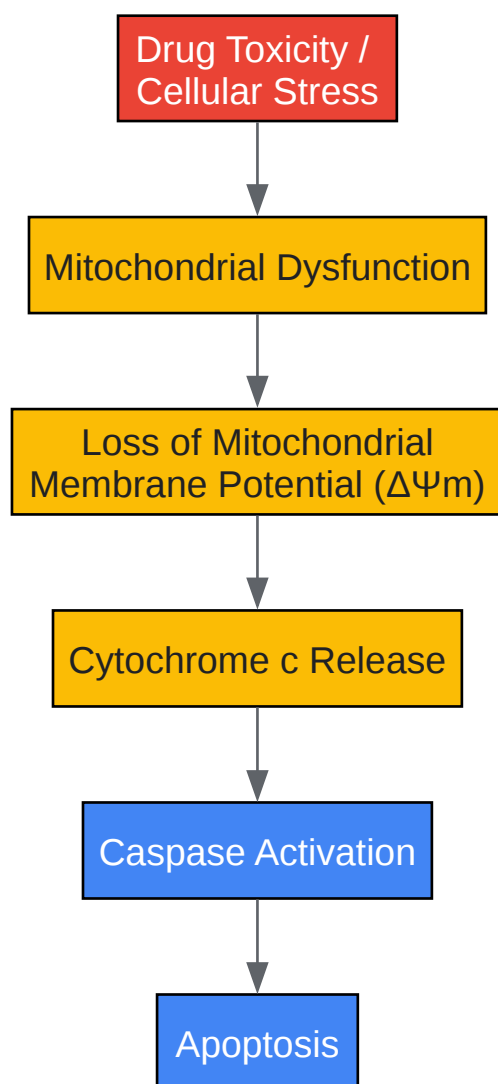 Drug Toxicity /
Cellular Stress
Mitochondrial Dysfunction
Loss of Mitochondrial
Membrane Potential (ΔΨm)
Cytochrome c Release
Caspase Activation
Apoptosis